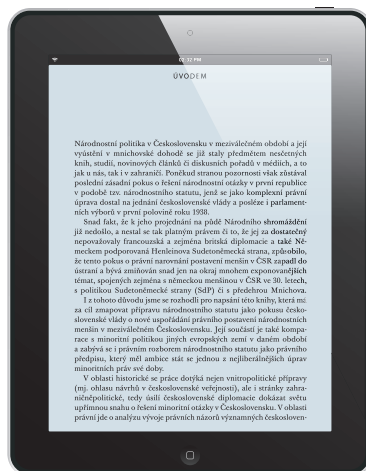 02:32 PM
ÚVODEM
Národnostní politika v Československu v meziválečném období a její
vyústění v mnichovské dohodě se již staly předmětem nesčetných
knih, studií, novinových článků či diskusních pořadů v médiích, a to
jak u nás, tak i v zahraničí. Poněkud stranou pozornosti však zůstával
poslední zásadní pokus o řešení národnostní otázky v první republice
v podobě tzv. národnostního statutu, jenž se jako komplexní právní
úprava dostal na jednání československé vlády a posléze i parlament-
ních výborů v první polovině roku 1938.
Snad fakt, že k jeho projednání na půdě Národního shromáždění
již nedošlo, a nestal se tak platným právem či to, že jej za dostatečný
nepovažovaly francouzská a zejména britská diplomacie a také Ně-
meckem podporovaná Henleinova Sudetoněmecká strana, způsobilo,
že tento pokus o právní narovnání postavení menšin v ČSR zapadl do
ústraní a bývá zmiňován snad jen na okraj mnohem exponovanějších
témat, spojených zejména s německou menšinou v ČSR ve 30. letech,
s politikou Sudetoněmecké strany (SdP) či s předehrou Mnichova.
I z tohoto důvodu jsme se rozhodli pro napsání této knihy, která má
za cíl zmapovat přípravu národnostního statutu jako pokusu česko-
slovenské vlády o nové uspořádání právního postavení národnostních
menšin v meziválečném Československu. Její součástí je také kompa-
race s minoritní politikou jiných evropských zemí v daném období
a zabývá se i právním rozborem národnostního statutu jako právního
předpisu, který měl ambice stát se jednou z nejliberálnějších úprav
minoritních práv své doby.
V oblasti historické se práce dotýká nejen vnitropolitické přípravy
(mj. ohlasu návrhů v československé veřejnosti), ale i stránky zahra-
ničněpolitické, tedy úsilí československé diplomacie dokázat světu
upřímnou snahu o řešení minoritní otázky v Československu. V oblasti
právní jde o analýzu vývoje právních názorů významných českosloven-